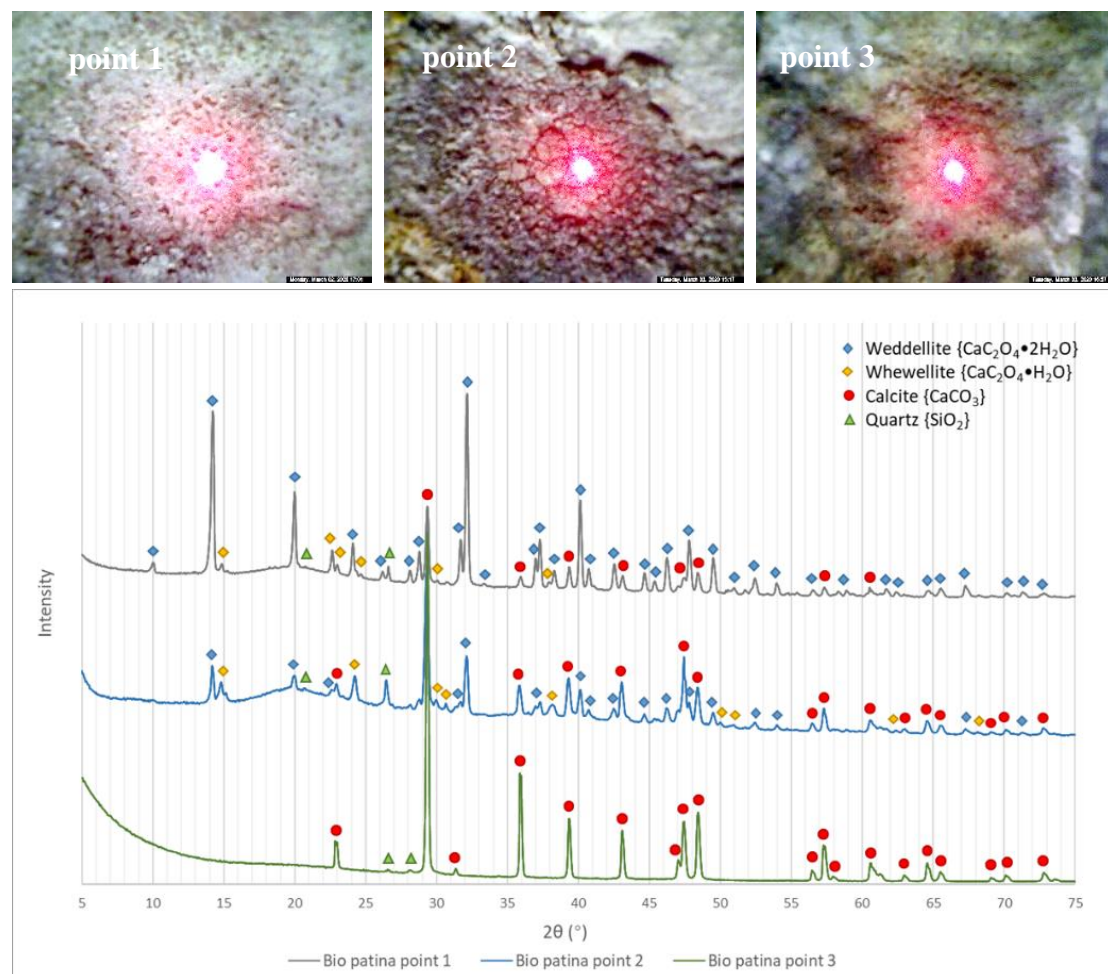 point 1
point 2
point 3
Weddellite {CaC₂O₄•2H₂O}
Whewellite {CaC₂O₄•H₂O}
Calcite {CaCO₃}
Quartz {SiO₂}
Intensity
5 10 15 20 25 30 35 40 45 50 55 60 65 70 75
2θ (°)
Bio patina point 1 Bio patina point 2 Bio patina point 3